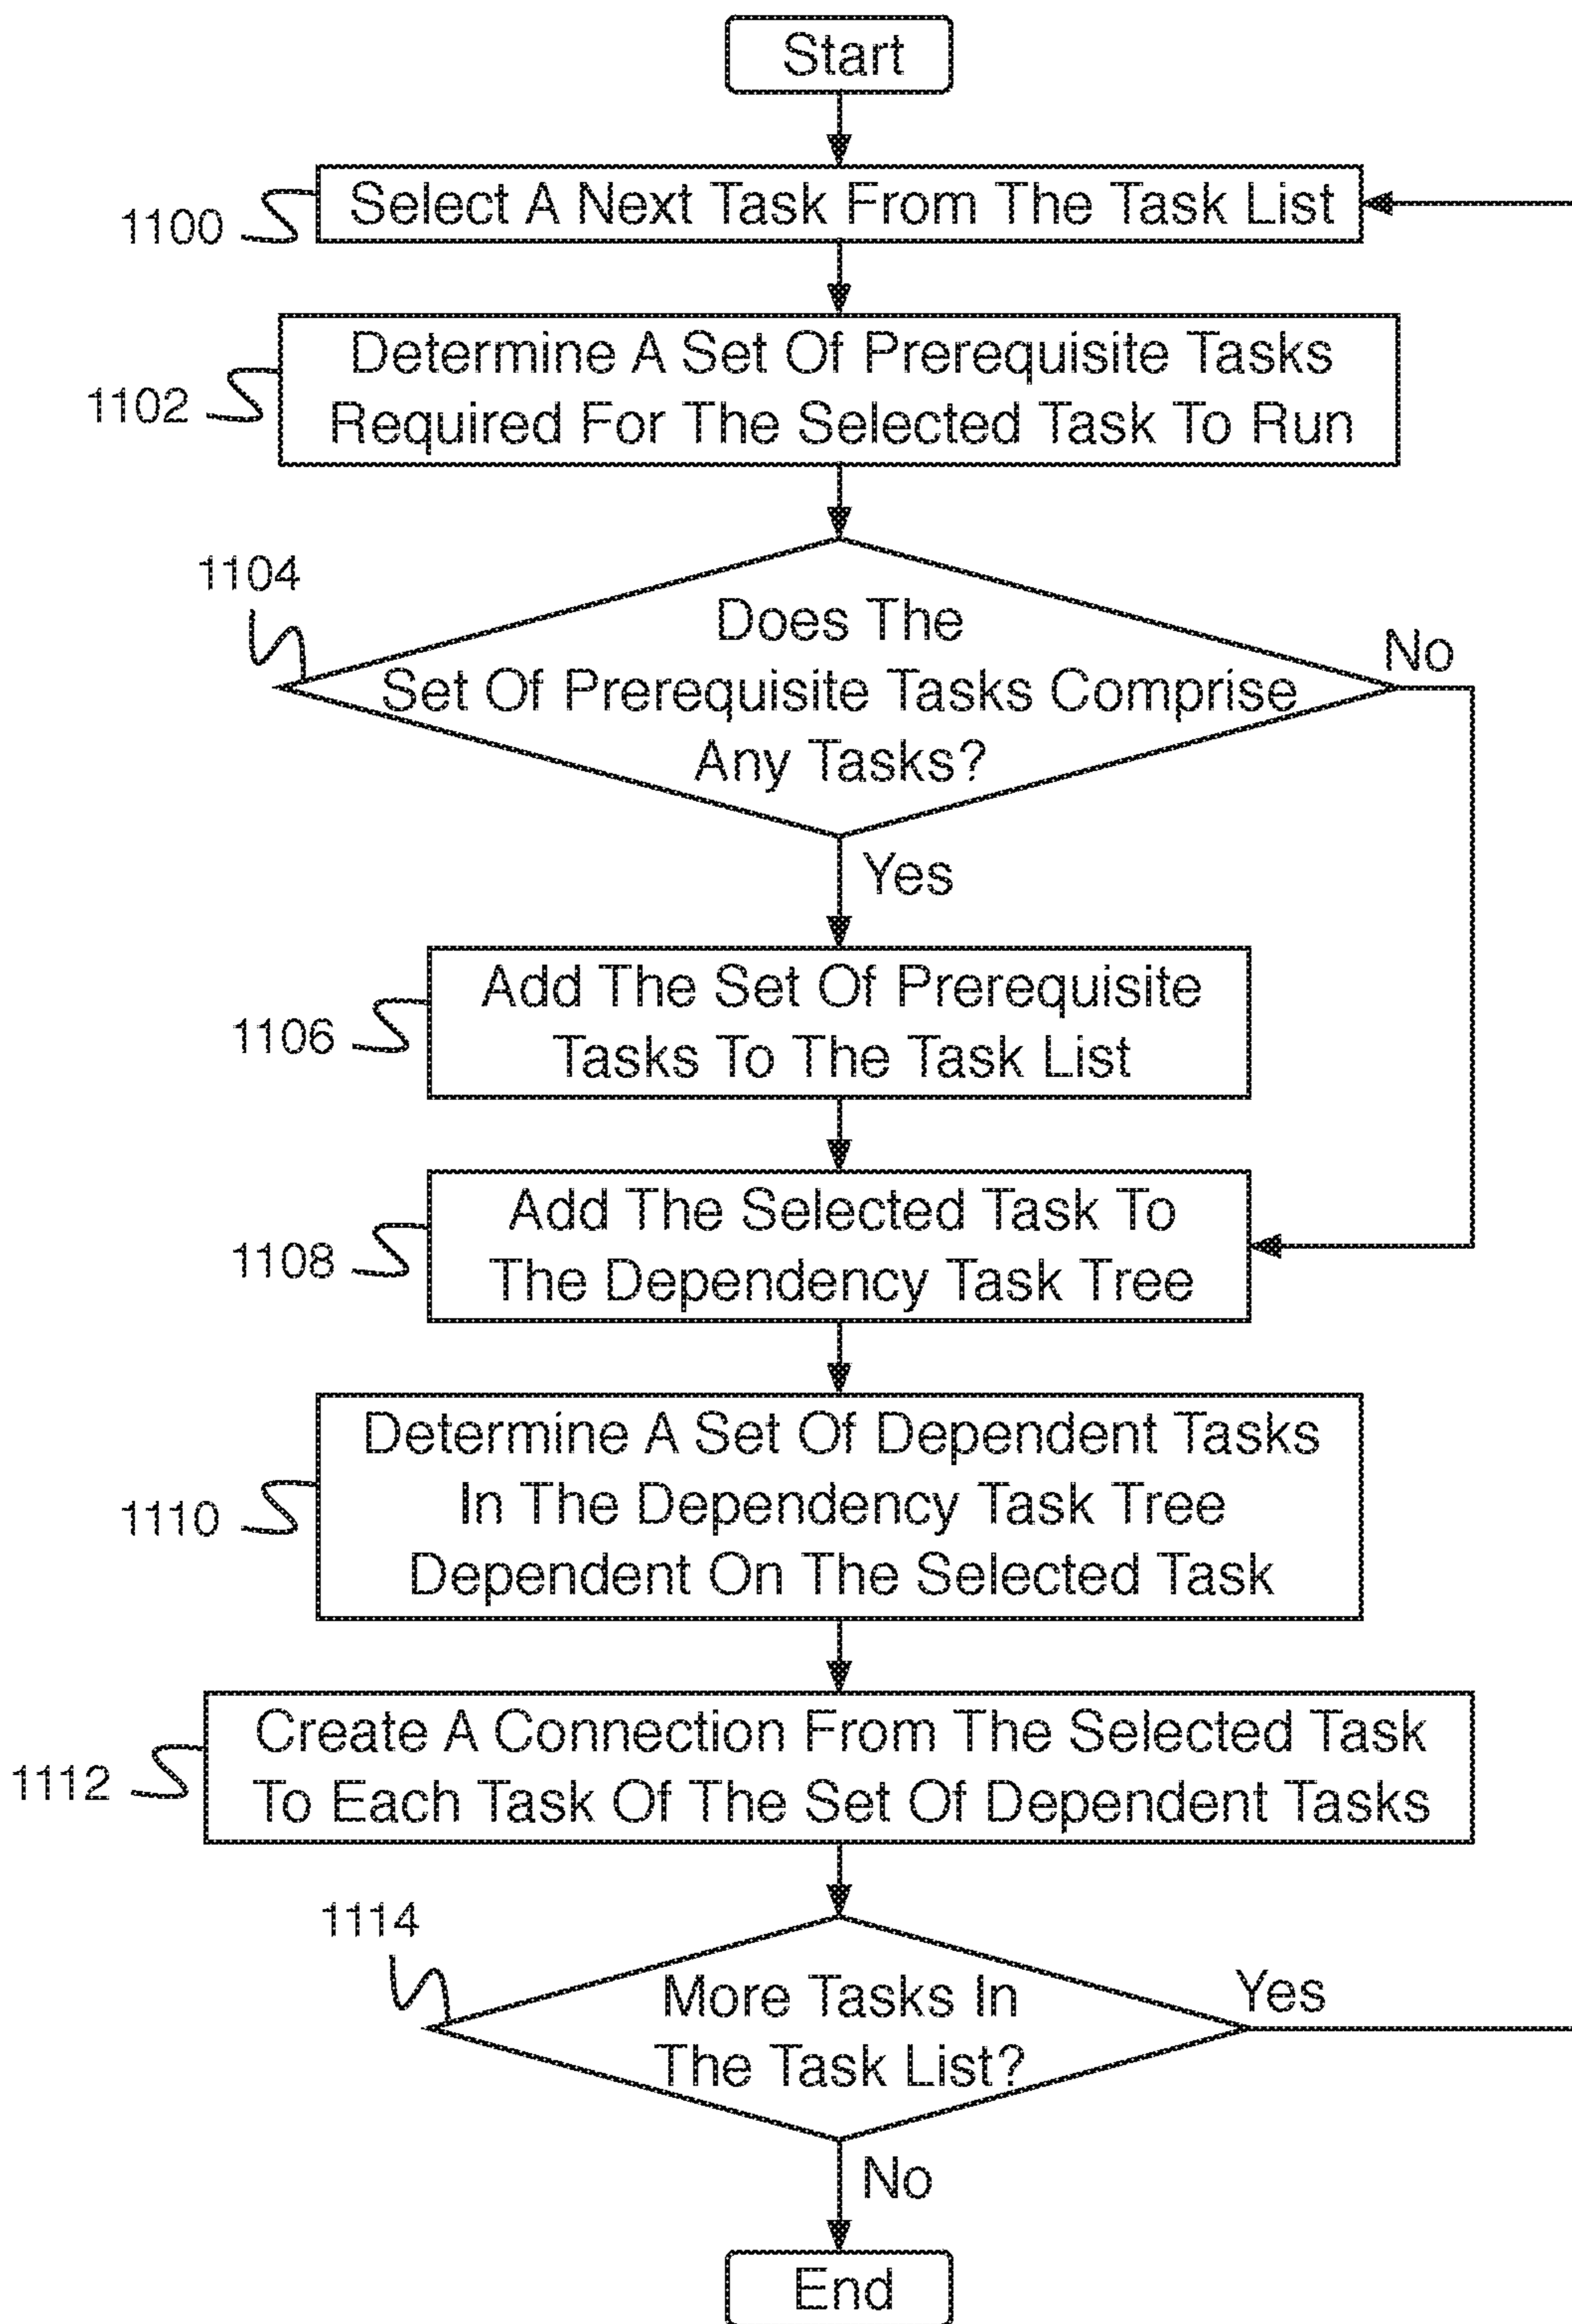 Start
1100
Select A Next Task From The Task List
1102
Determine A Set Of Prerequisite Tasks
Required For The Selected Task To Run
1104
Does The
Set Of Prerequisite Tasks Comprise
Any Tasks?
No
Yes
1106
Add The Set Of Prerequisite
Tasks To The Task List
1108
Add The Selected Task To
The Dependency Task Tree
1110
Determine A Set Of Dependent Tasks
In The Dependency Task Tree
Dependent On The Selected Task
1112
Create A Connection From The Selected Task
To Each Task Of The Set Of Dependent Tasks
1114
More Tasks In
The Task List?
Yes
No
End